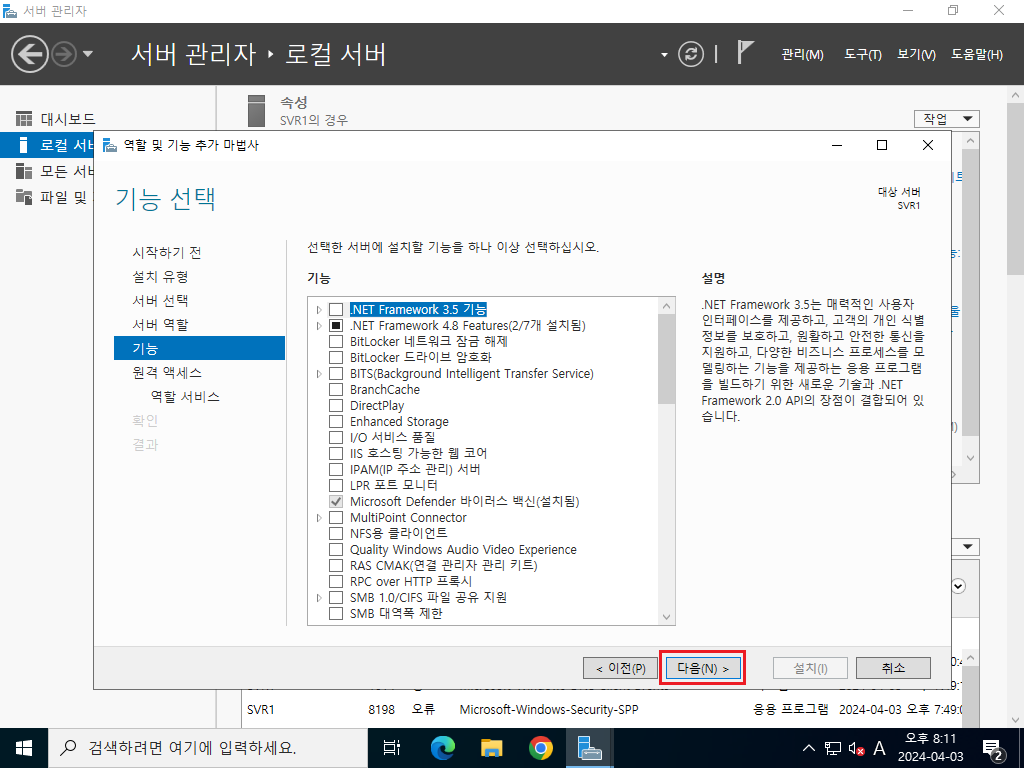 서버 관리자
서버 관리자 ‣ 로컬 서버
관리(M) 도구(T) 보기(V) 도움말(H)
대시보드
로컬 서버
모든 서버
파일 및
속성
SVR1의 경우
작업
역할 및 기능 추가 마법사
기능 선택
대상 서버
SVR1
시작하기 전
설치 유형
서버 선택
서버 역할
기능
원격 액세스
역할 서비스
확인
결과
선택한 서버에 설치할 기능을 하나 이상 선택하십시오.
기능
.NET Framework 3.5 기능
.NET Framework 4.8 Features(2/7개 설치됨)
BitLocker 네트워크 잠금 해제
BitLocker 드라이브 암호화
BITS(Background Intelligent Transfer Service)
BranchCache
DirectPlay
Enhanced Storage
I/O 서비스 품질
IIS 호스팅 가능한 웹 코어
IPAM(IP 주소 관리) 서버
LPR 포트 모니터
Microsoft Defender 바이러스 백신(설치됨)
MultiPoint Connector
NFS용 클라이언트
Quality Windows Audio Video Experience
RAS CMAK(연결 관리자 관리 키트)
RPC over HTTP 프록시
SMB 1.0/CIFS 파일 공유 지원
SMB 대역폭 제한
설명
.NET Framework 3.5는 매력적인 사용자
인터페이스를 제공하고, 고객의 개인 식별
정보를 보호하고, 원활하고 안전한 통신을
지원하고, 다양한 비즈니스 프로세스를 모
델링하는 기능을 제공하는 응용 프로그램
을 빌드하기 위한 새로운 기술과 .NET
Framework 2.0 API의 장점이 결합되어 있
습니다.
< 이전(P) 다음(N) > 설치(I) 취소
SVR1 8198 오류 Microsoft-Windows-Security-SPP 응용 프로그램 2024-04-03 오후 7:49:0
검색하려면 여기에 입력하세요.
A
오후 8:11
2024-04-03
2